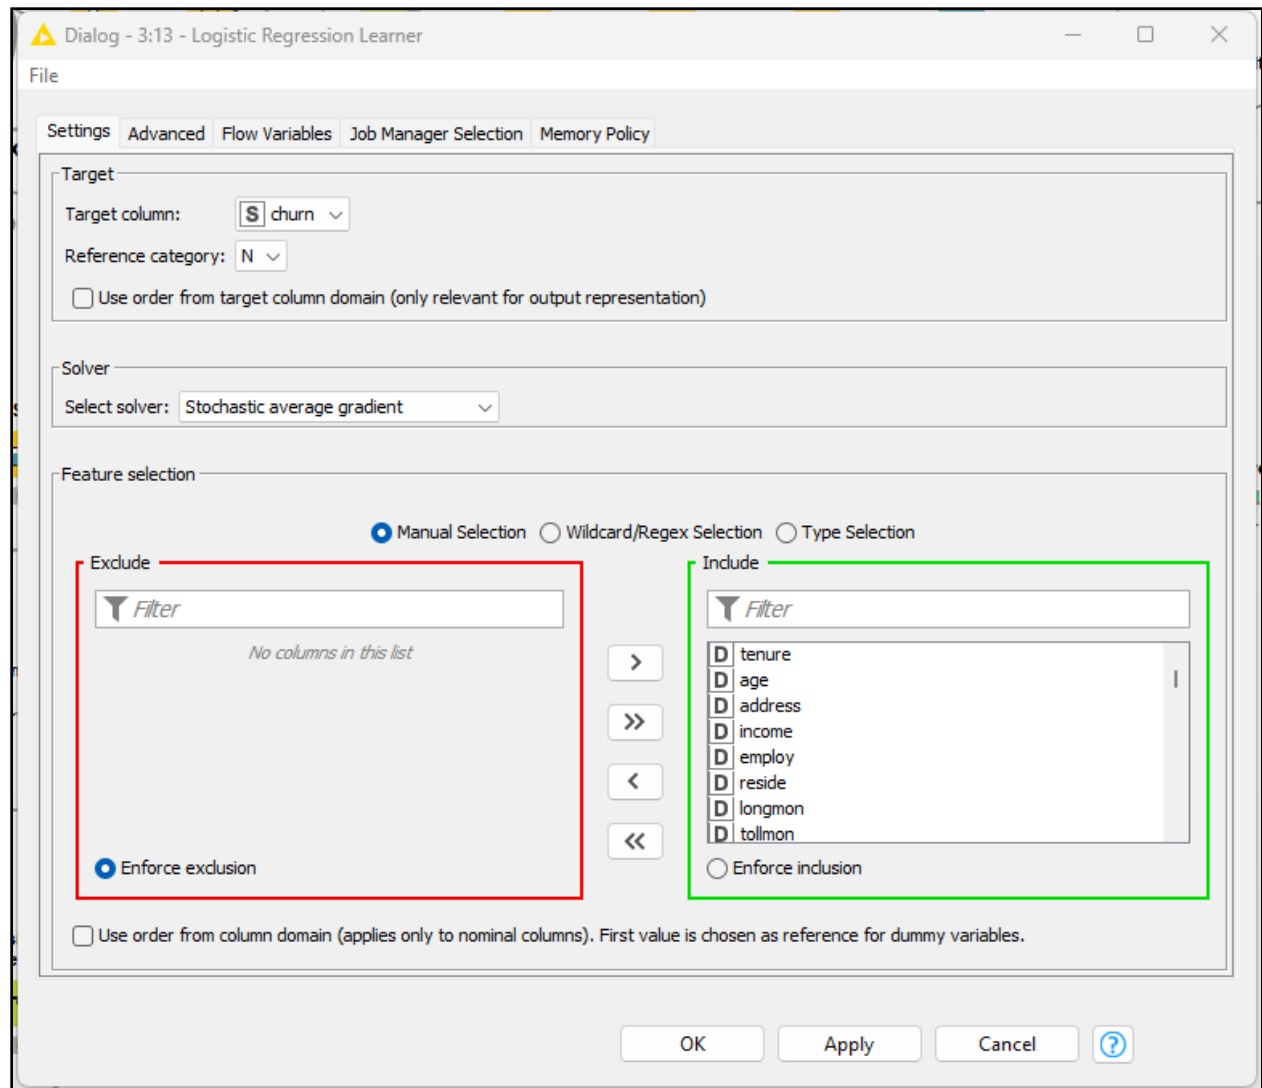 Dialog - 3:13 - Logistic Regression Learner
File
Settings Advanced Flow Variables Job Manager Selection Memory Policy
Target
Target column: S churn
Reference category: N
Use order from target column domain (only relevant for output representation)
Solver
Select solver: Stochastic average gradient
Feature selection
Manual Selection Wildcard/Regex Selection Type Selection
Exclude Include
Filter Filter
No columns in this list
D tenure
D age
D address
D income
D employ
D reside
D longmon
D tollmon
> 
>>
<
<<
Enforce exclusion Enforce inclusion
Use order from column domain (applies only to nominal columns). First value is chosen as reference for dummy variables.
OK Apply Cancel ?